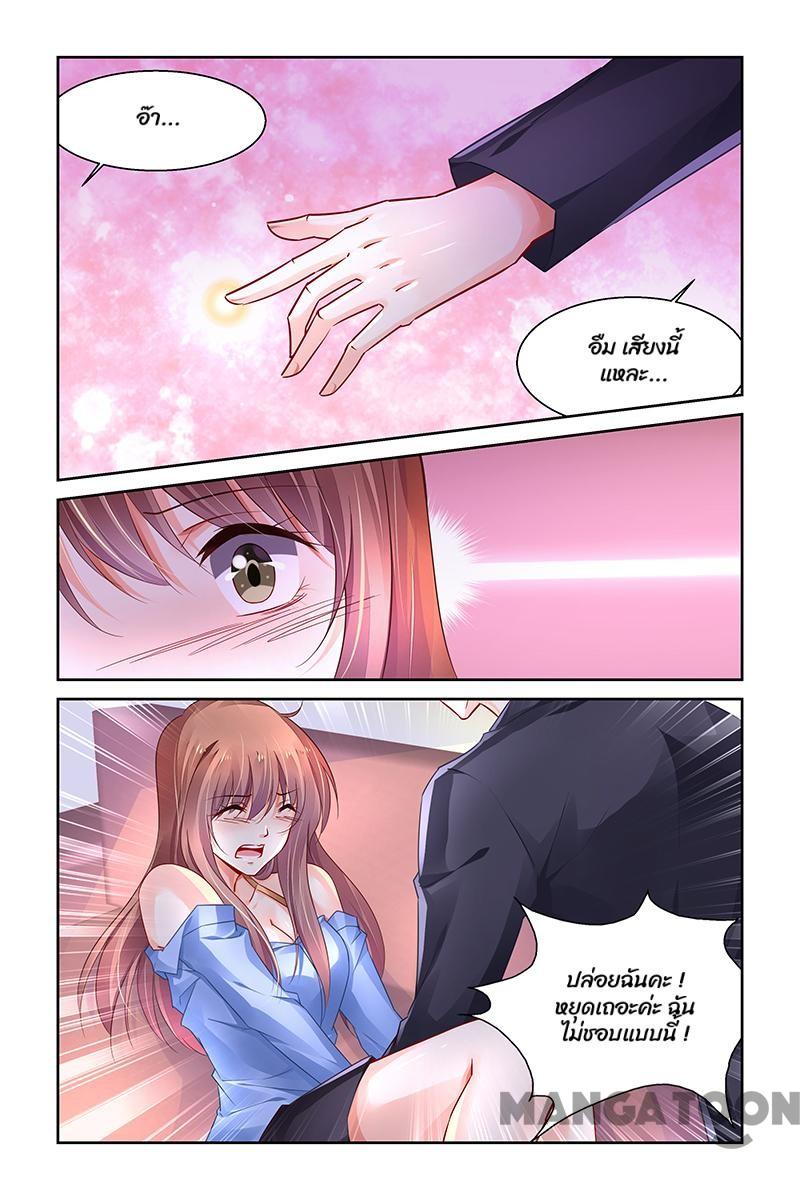 อ๊า...
อืม เสียงนี้
แหละ...
ปล่อยฉันคะ !
หยุดเถอะค่ะ ฉัน
ไม่ชอบแบบนี้ !
MANGATOON